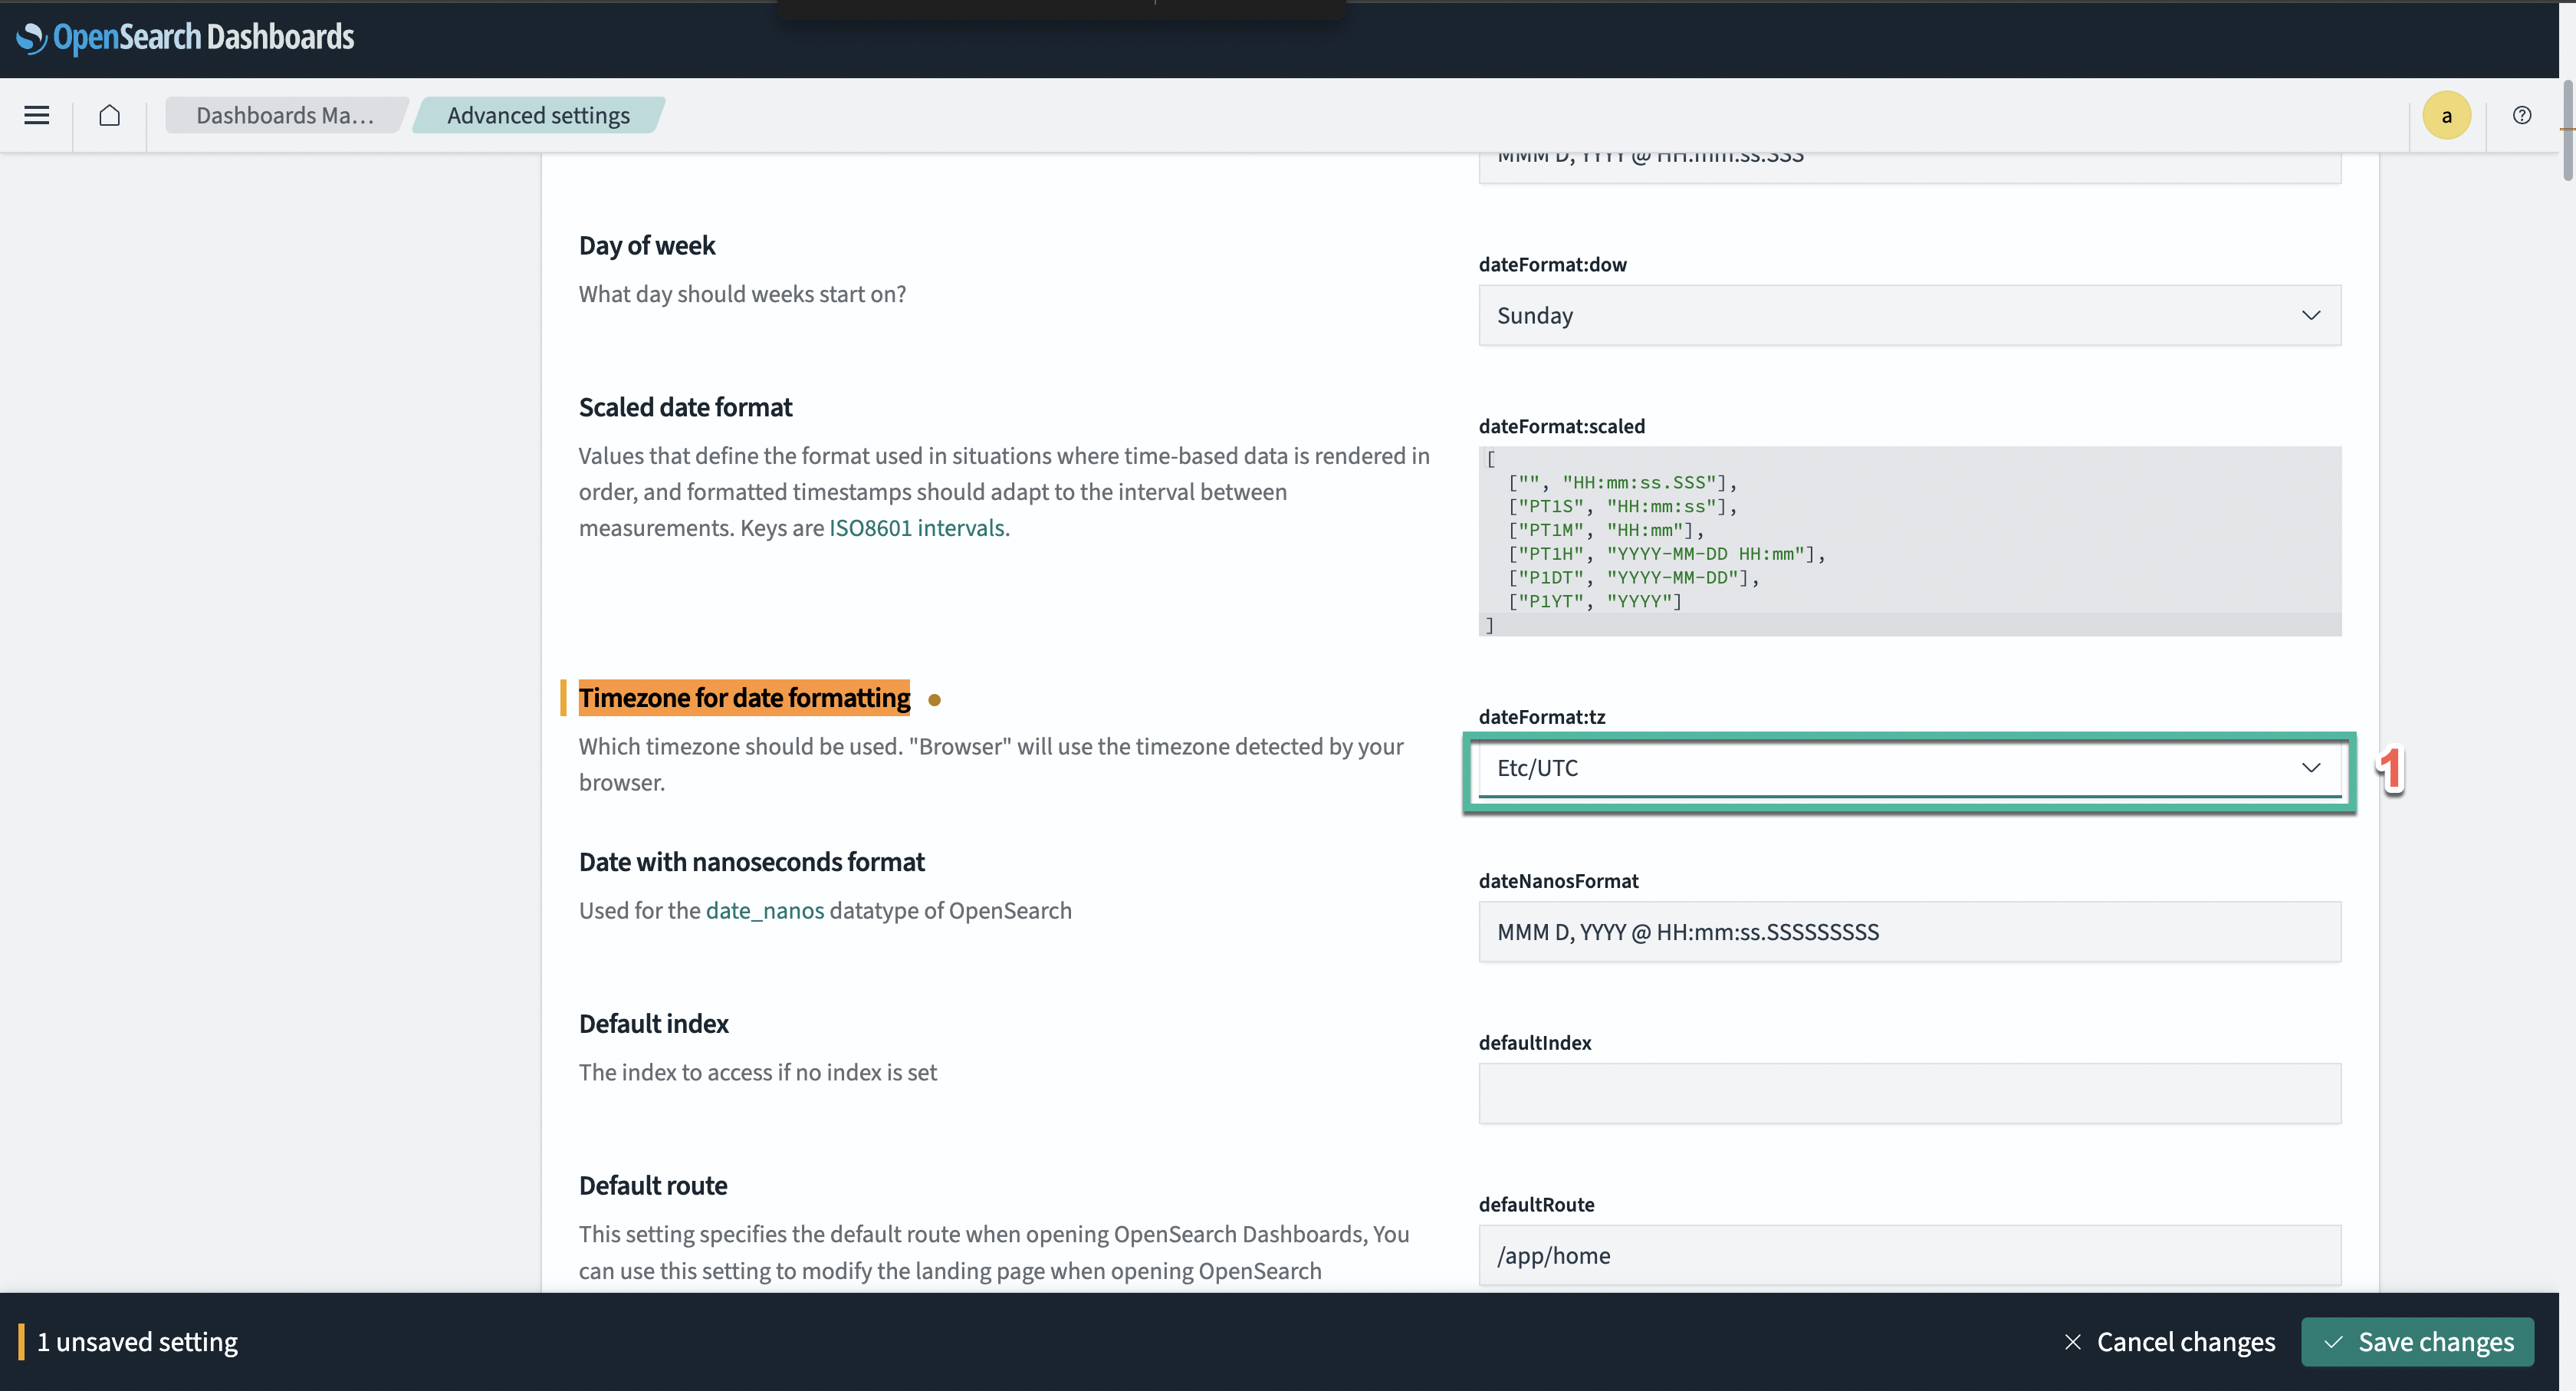 OpenSearch Dashboards
Dashboards Ma...
Advanced settings
a
MMM D, YYYY @ HH:mm:ss.SSS
Day of week
What day should weeks start on?
dateFormat:dow
Sunday
Scaled date format
Values that define the format used in situations where time-based data is rendered in
order, and formatted timestamps should adapt to the interval between
measurements. Keys are ISO8601 intervals.
dateFormat:scaled
[
["", "HH:mm:ss.SSS"],
["PT1S", "HH:mm:ss"],
["PT1M", "HH:mm"],
["PT1H", "YYYY-MM-DD HH:mm"],
["P1DT", "YYYY-MM-DD"],
["P1YT", "YYYY"]
]
Timezone for date formatting
Which timezone should be used. "Browser" will use the timezone detected by your
browser.
dateFormat:tz
Etc/UTC
1
Date with nanoseconds format
Used for the date_nanos datatype of OpenSearch
dateNanosFormat
MMM D, YYYY @ HH:mm:ss.SSSSSSSSS
Default index
The index to access if no index is set
defaultIndex
Default route
This setting specifies the default route when opening OpenSearch Dashboards, You
can use this setting to modify the landing page when opening OpenSearch
defaultRoute
/app/home
1 unsaved setting
Cancel changes
Save changes